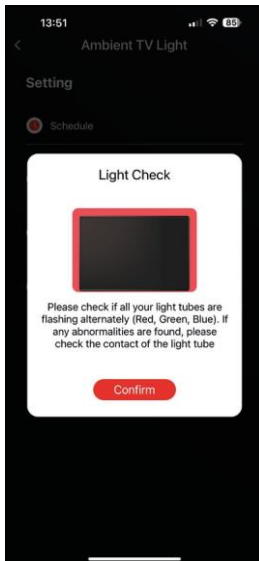 13:51
85
Ambient TV Light
Setting
Schedule
Light Check
Please check if all your light tubes are
flashing alternately (Red, Green, Blue). If
any abnormalities are found, please
check the contact of the light tube
Confirm